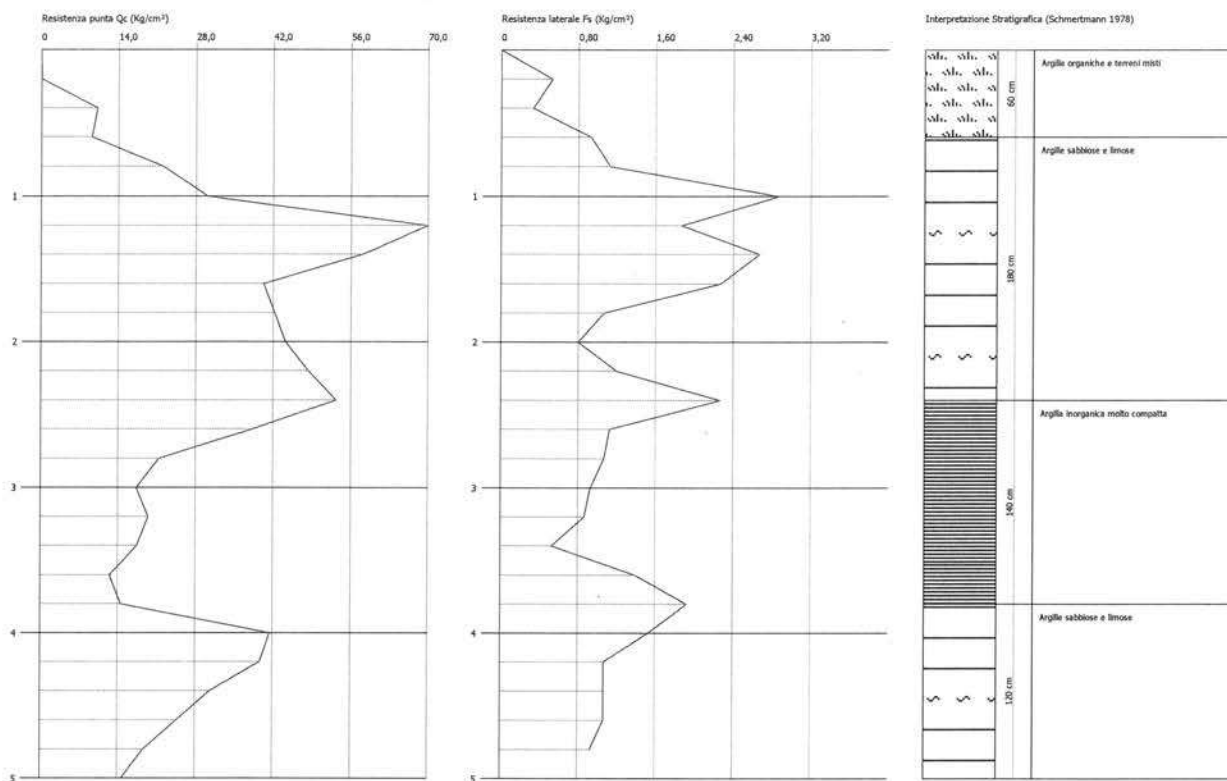 Resistenza punta Qc (Kg/cm²)
0 14,0 28,0 42,0 56,0 70,0
1
2
3
4
5
Resistenza laterale Fs (Kg/cm²)
0 0,80 1,60 2,40 3,20
1
2
3
4
5
Interpretazione Stratigrafica (Schmertmann 1978)
60 cm
Argille organiche e terreni misti
180 cm
Argille sabbiose e limose
140 cm
Argilla inorganica molto compatta
120 cm
Argille sabbiose e limose